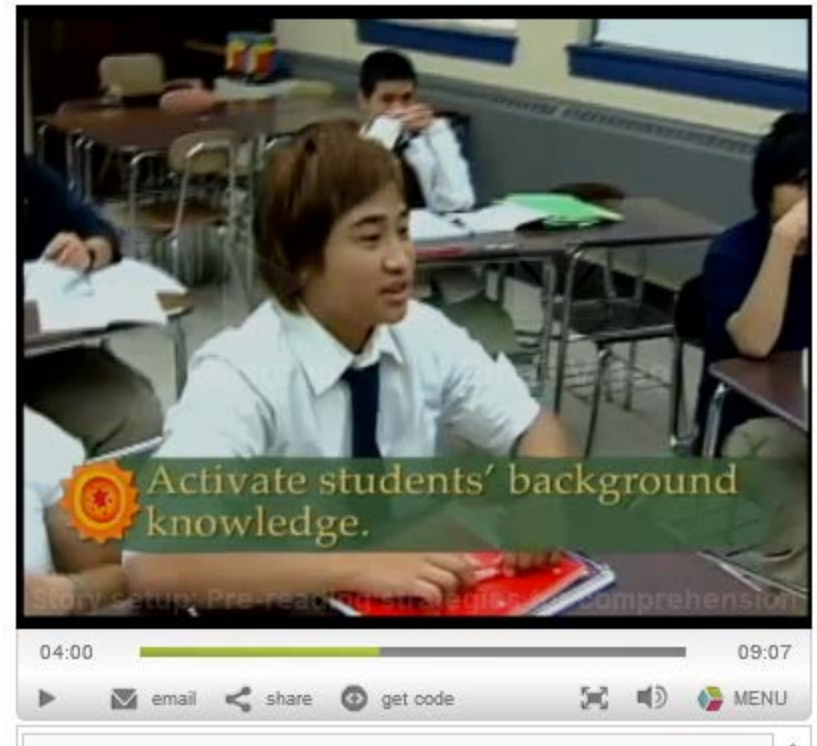 Activate students' background
knowledge.
Story setup: Pre-reading strategies for comprehension
04:00
09:07
email
share
get code
MENU